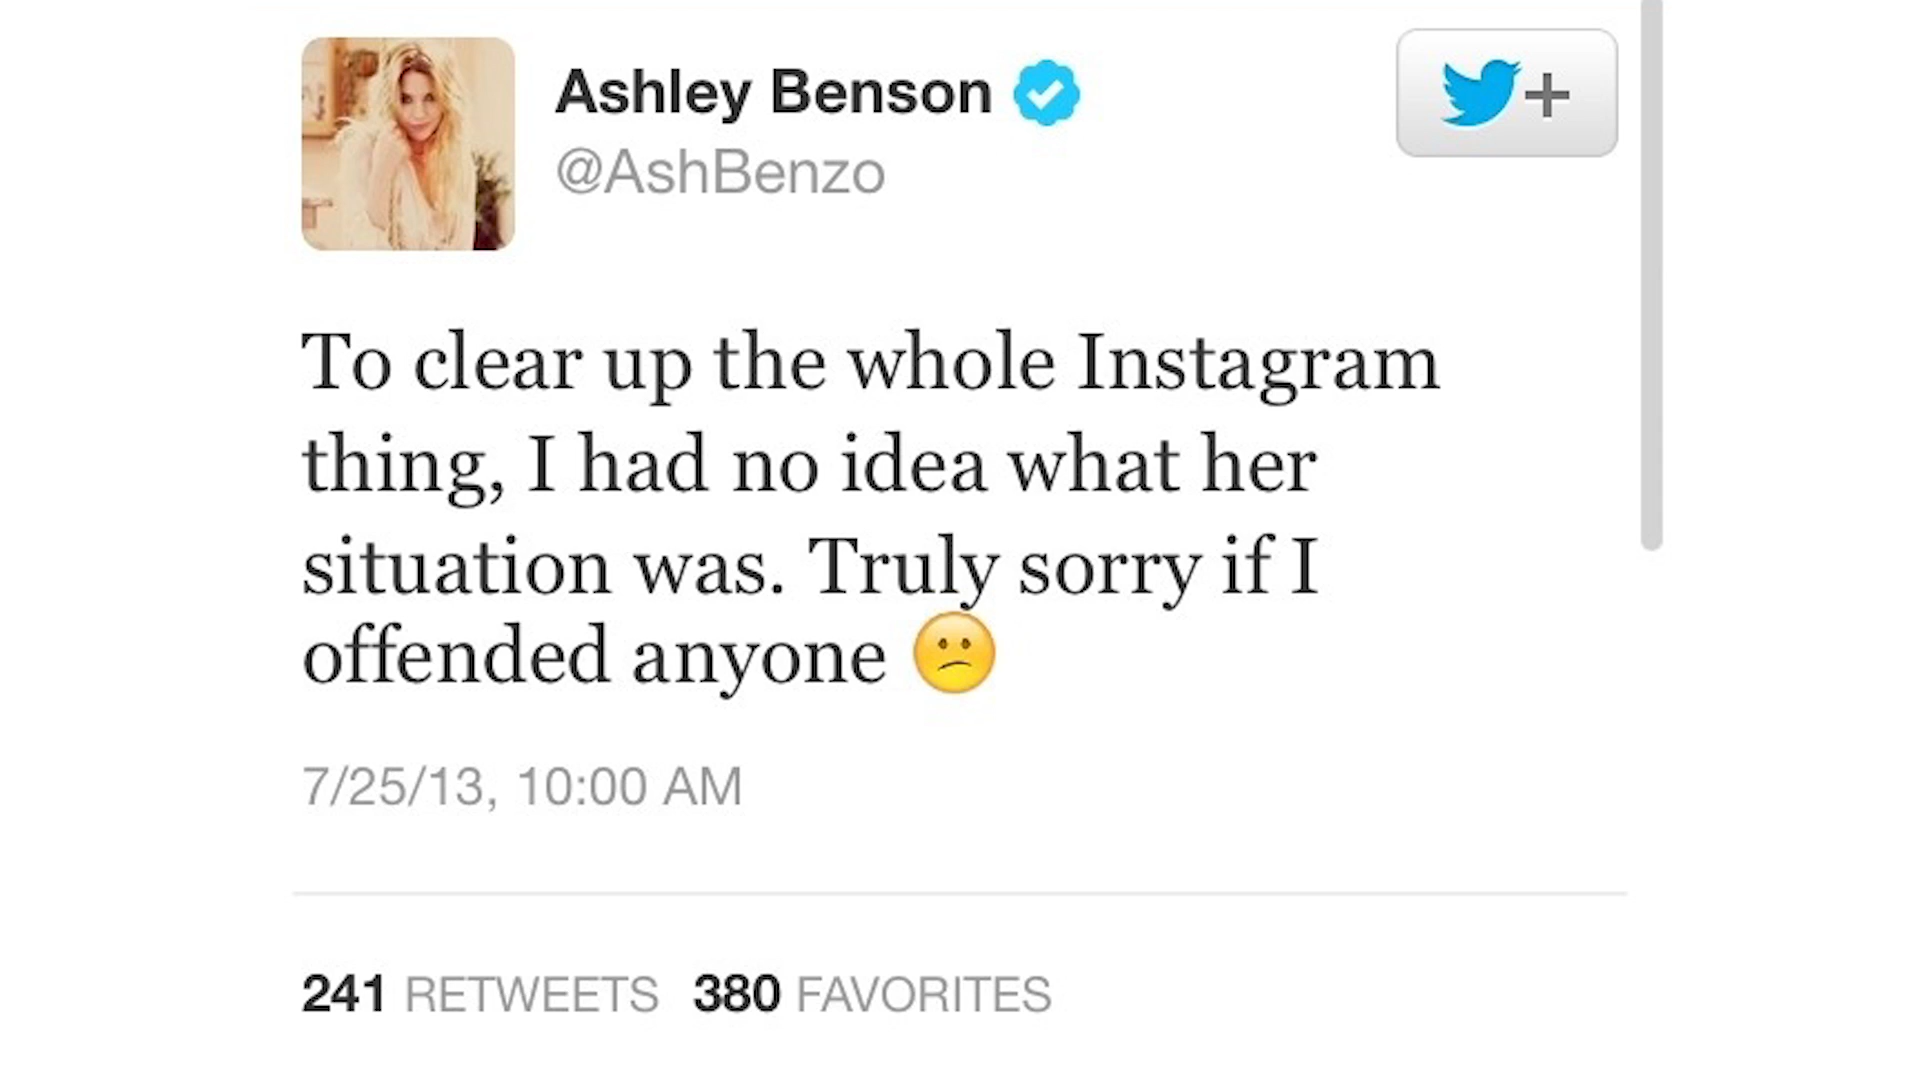 Ashley Benson
@AshBenzo
To clear up the whole Instagram
thing, I had no idea what her
situation was. Truly sorry if I
offended anyone 😕
7/25/13, 10:00 AM
241 RETWEETS 380 FAVORITES